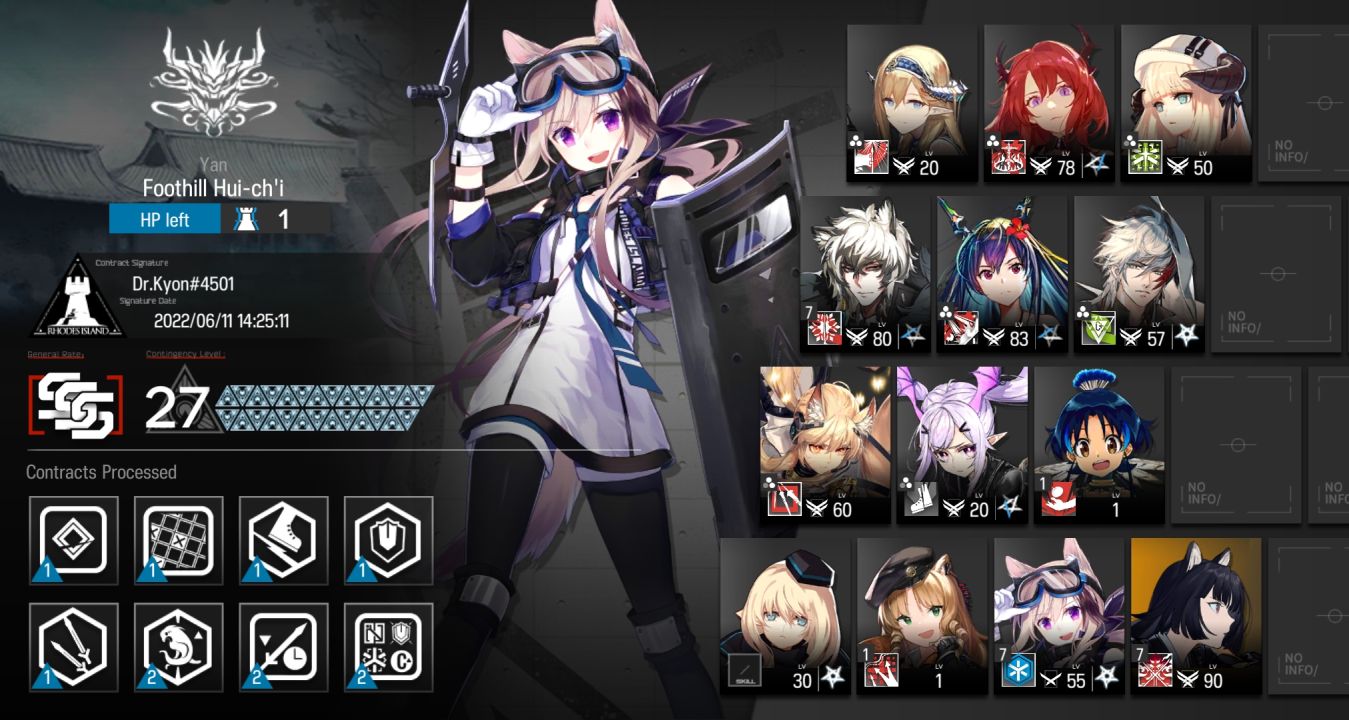 Yan
Foothill Hui-ch'i
HP left 1
Contract Signature
Dr.Kyon#4501
Signature Date
2022/06/11 14:25:11
RHODES ISLAND
General Rate:
Contingency Level:
SSS
27
Contracts Processed
1 1 1 1
1 2 2 2
LV 20
LV 78
LV 50
NO INFO/
7 LV 80
LV 83
LV 57
NO INFO/
LV 60
LV 20
1 LV 1
NO INFO/
NO INFO
SKILL LV 30
1 LV 1
7 LV 55
7 LV 90
NO INFO/